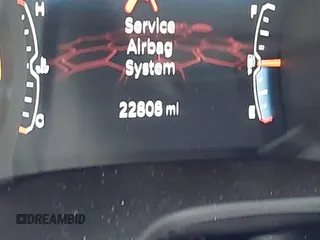 H
Service
Airbag
System
C
22808 mi
DREAMBID